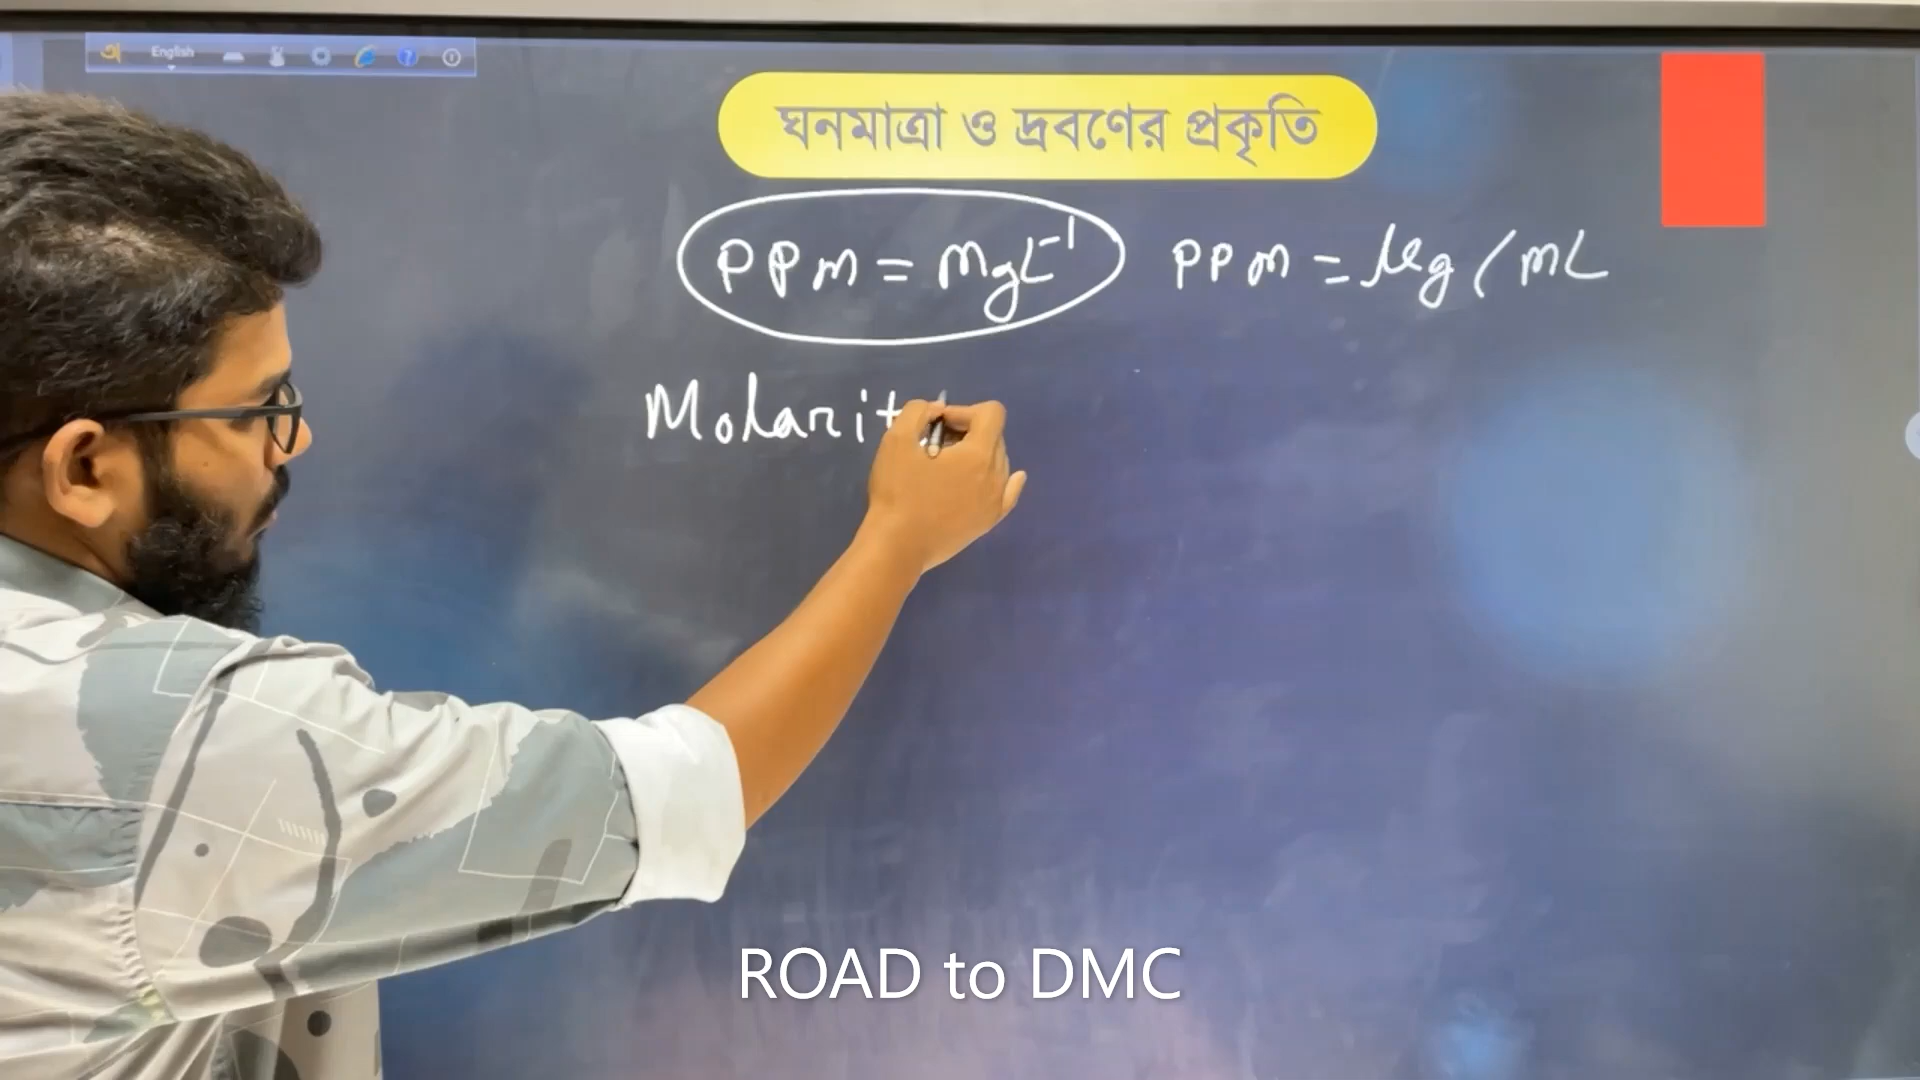 English
ঘনমাত্রা ও দ্রবণের প্রকৃতি
PPm = mgL⁻¹ PPm = μg/mL
Molarit
ROAD to DMC